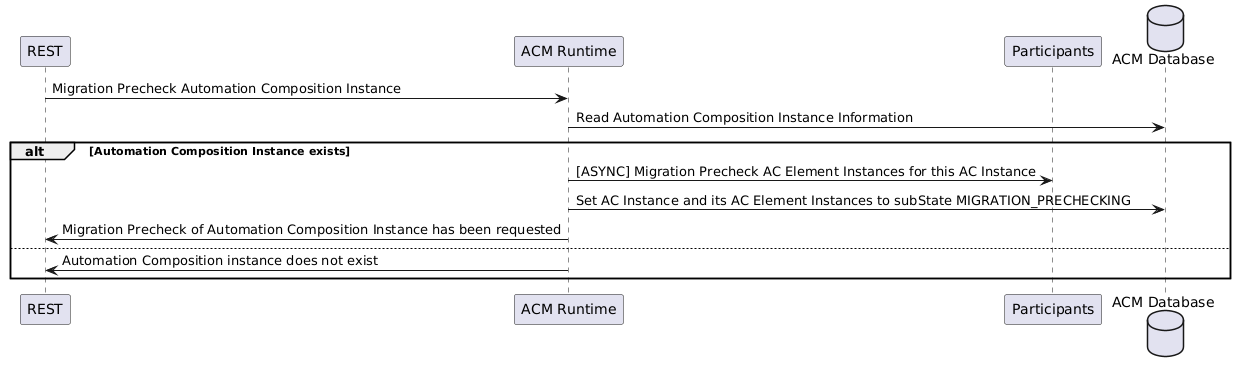 REST
ACM Runtime
Participants
ACM Database
Migration Precheck Automation Composition Instance
Read Automation Composition Instance Information
alt
[Automation Composition Instance exists]
[ASYNC] Migration Precheck AC Element Instances for this AC Instance
Set AC Instance and its AC Element Instances to subState MIGRATION_PRECHECKING
Migration Precheck of Automation Composition Instance has been requested
Automation Composition instance does not exist
REST
ACM Runtime
Participants
ACM Database